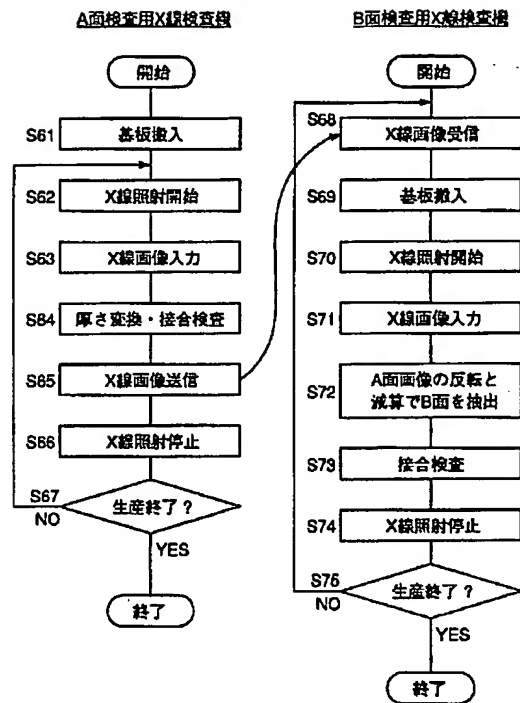 A面検査用X線検査機
開始
S61
基板搬入
S62
X線照射開始
S63
X線画像入力
S64
厚さ変換・接合検査
S65
X線画像送信
S66
X線照射停止
S67
生産終了?
NO
YES
終了
B面検査用X線検査機
開始
S68
X線画像受信
S69
基板搬入
S70
X線照射開始
S71
X線画像入力
S72
A面画像の反転と
減算でB面を抽出
S73
接合検査
S74
X線照射停止
S75
生産終了?
NO
YES
終了